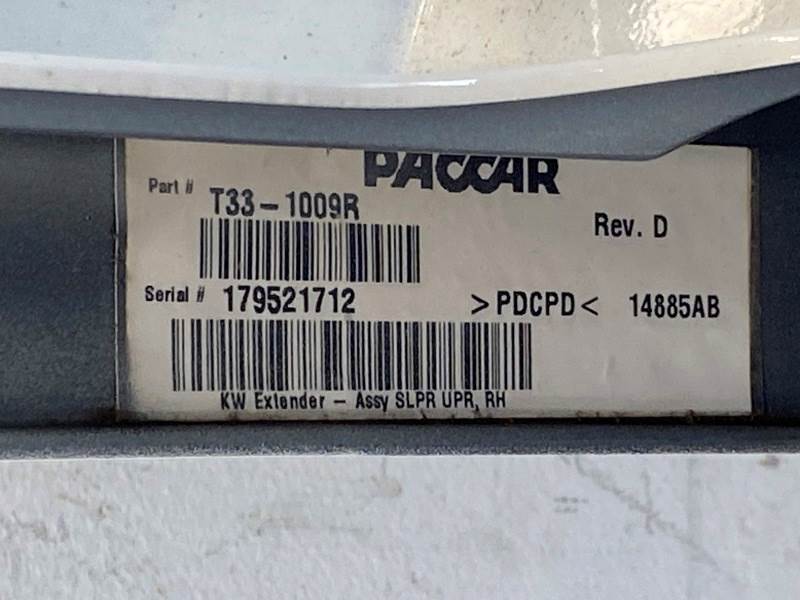 PACCAR
Part # T33-1009R
Rev. D
Serial # 179521712 >PDCPD< 14885AB
KW Extender - Assy SLPR UPR, RH